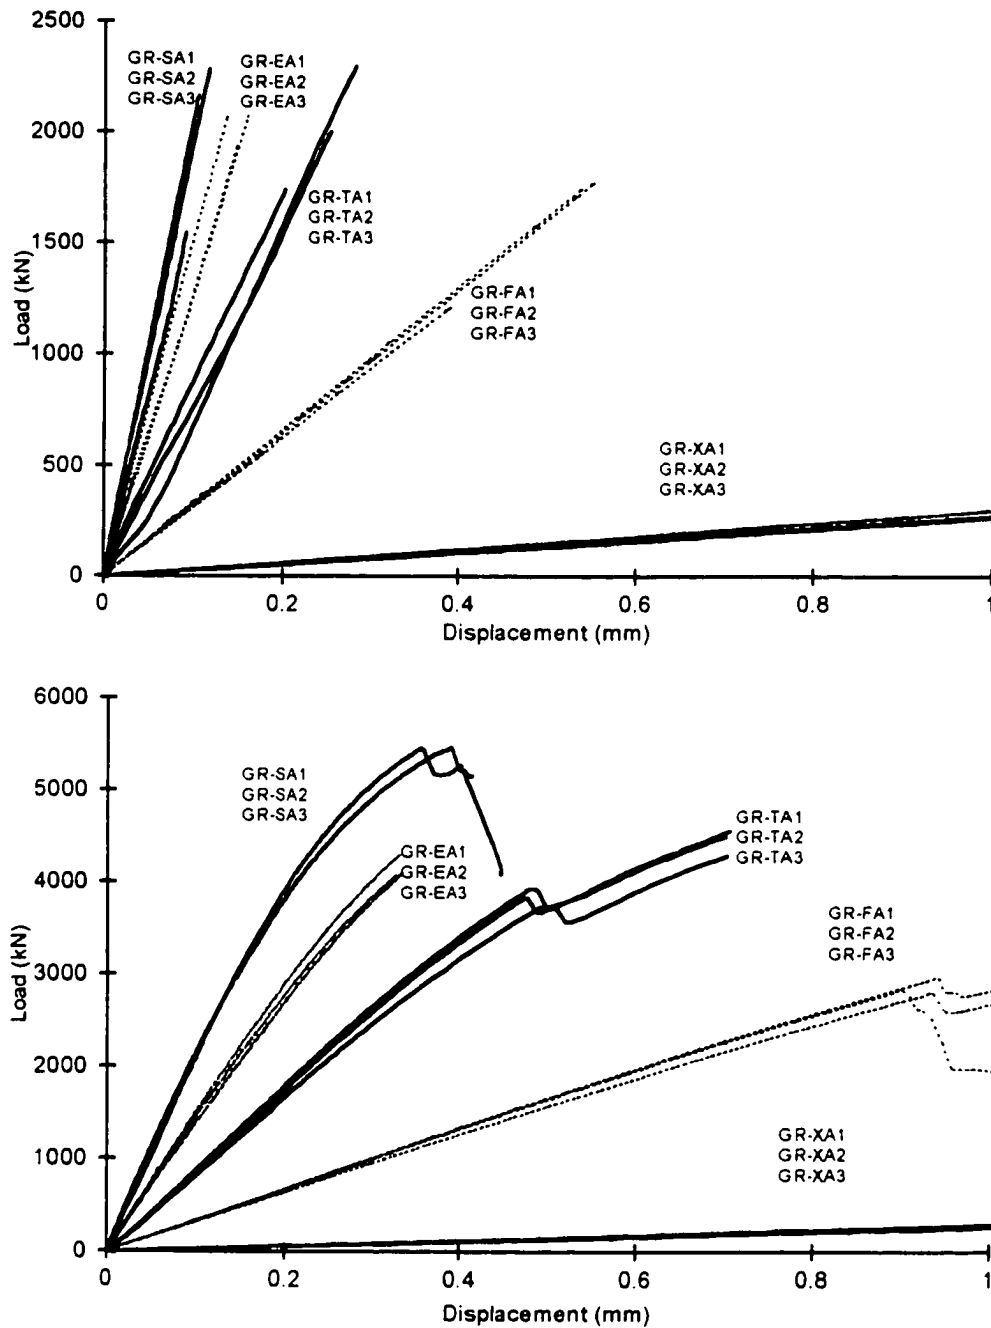 2500
2000
1500
1000
500
0
Load (kN)
GR-SA1
GR-SA2
GR-SA3
GR-EA1
GR-EA2
GR-EA3
GR-TA1
GR-TA2
GR-TA3
GR-FA1
GR-FA2
GR-FA3
GR-XA1
GR-XA2
GR-XA3
0 0.2 0.4 0.6 0.8 1
Displacement (mm)
6000
5000
4000
3000
2000
1000
0
Load (kN)
GR-SA1
GR-SA2
GR-SA3
GR-EA1
GR-EA2
GR-EA3
GR-TA1
GR-TA2
GR-TA3
GR-FA1
GR-FA2
GR-FA3
GR-XA1
GR-XA2
GR-XA3
0 0.2 0.4 0.6 0.8 1
Displacement (mm)